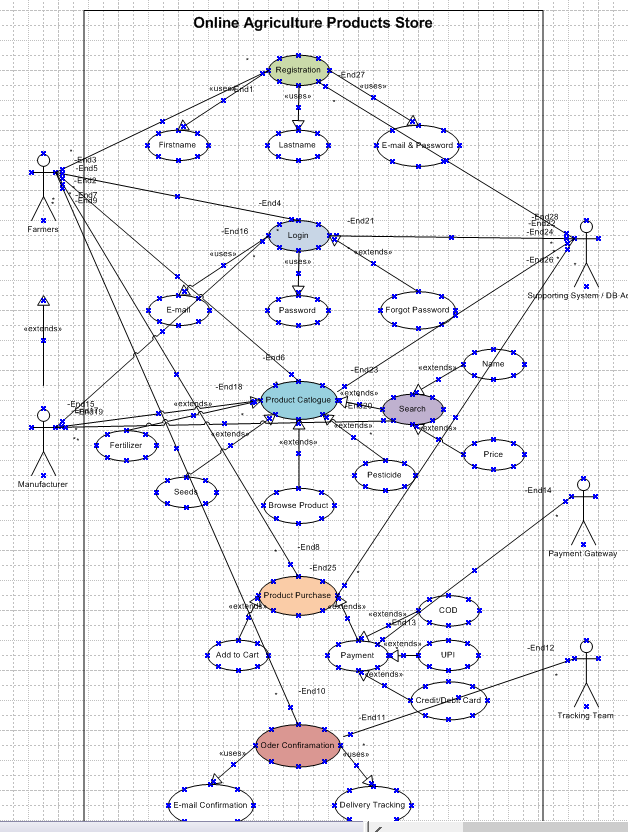 Online Agriculture Products Store
Registration
-End27
«uses»
-End1
«uses»
«uses»
Firstname
Lastname
E-mail & Password
-End3
-End5
-End2
-End7
-End9
Farmers
-End4
-End28
-End22
-End24
-End16
Login
-End21
«uses»
«uses»
«extends»
-End26
Supporting System / DB Ad
E-mail
Password
Forgot Password
«extends»
-End6
-End23
Name
«extends»
-End18
Product Catlogue
«extends»
«extends»
-End20
Search
-End15
-End19
Manufacturer
Fertilizer
«extends»
«extends»
«extends»
Price
Pesticide
Seeds
-End14
Browse Product
-End8
Payment Gateway
-End25
Product Purchase
«extends»
«extends»
COD
«extends»
-End13
Add to Cart
Payment
«extends»
UPI
-End12
«extends»
Credit/Debit Card
Tracking Team
-End10
-End11
Oder Confiramation
«uses»
«uses»
E-mail Confirmation
Delivery Tracking